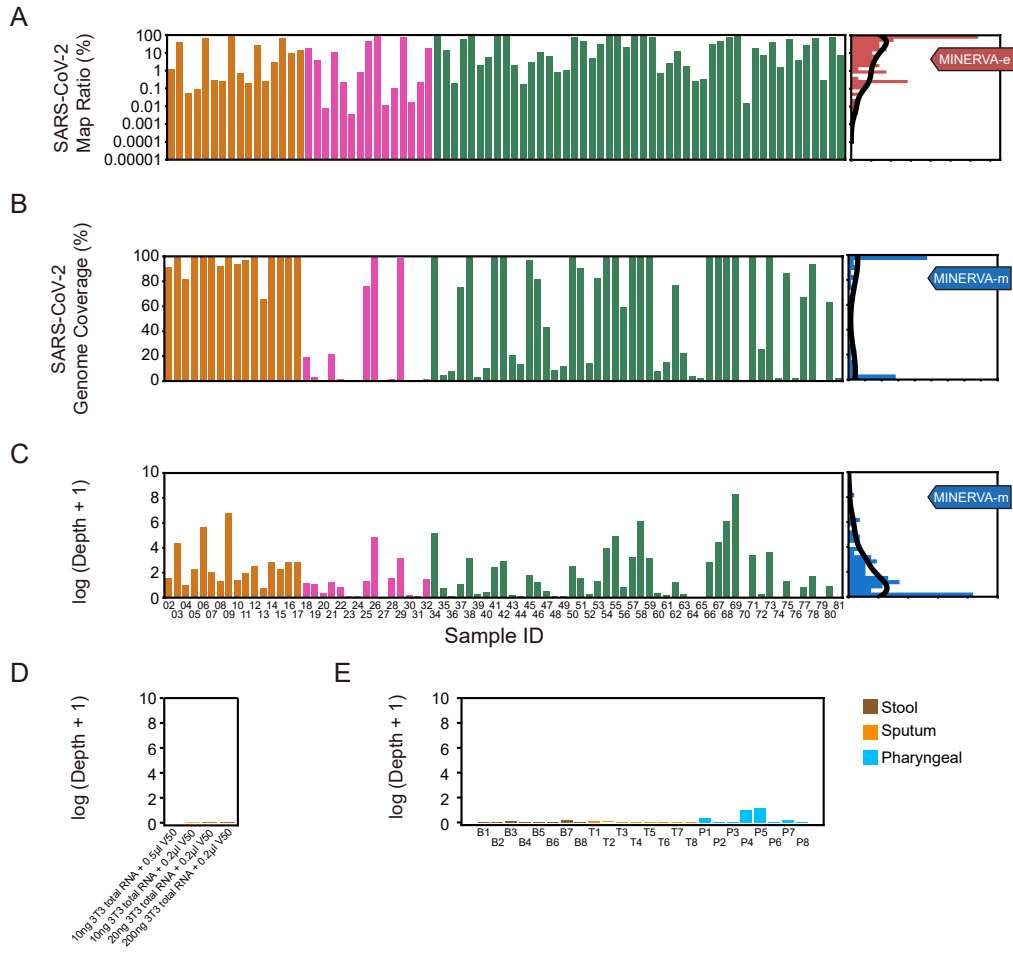 A
SARS-CoV-2
Map Ratio (%)
100
10
1
0.1
0.01
0.001
0.0001
0.00001
MINERVA-e
B
SARS-CoV-2
Genome Coverage (%)
100
80
60
40
20
0
MINERVA-m
C
log (Depth + 1)
10
8
6
4
2
0
MINERVA-m
02 04 06 08 10 12 14 16 18 20 22 24 26 28 30 32 35 37 39 41 43 45 47 49 51 53 55 57 59 61 63 65 67 69 71 73 75 77 79 81
03 05 07 09 11 13 15 17 19 21 23 25 27 29 31 34 36 38 40 42 44 46 48 50 52 54 56 58 60 62 64 66 68 70 72 74 76 78 80
Sample ID
D
log (Depth + 1)
10
8
6
4
2
0
10ng 3T3 total RNA + 0.5μl V50
10ng 3T3 total RNA + 0.2μl V50
20ng 3T3 total RNA + 0.2μl V50
200ng 3T3 total RNA + 0.2μl V50
E
log (Depth + 1)
10
8
6
4
2
0
B1 B3 B5 B7 T1 T3 T5 T7 P1 P3 P5 P7
B2 B4 B6 B8 T2 T4 T6 T8 P2 P4 P6 P8
Stool
Sputum
Pharyngeal